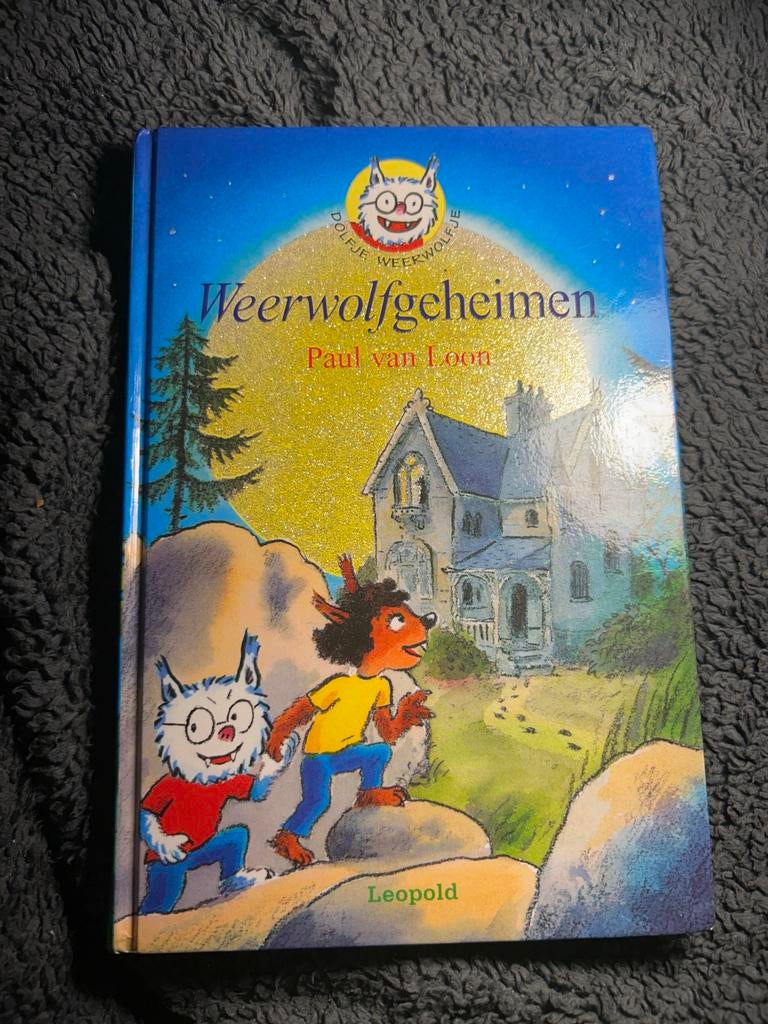 DOLFJE WEERWOLFJE
Weerwolfgeheimen
Paul van Loon
Leopold